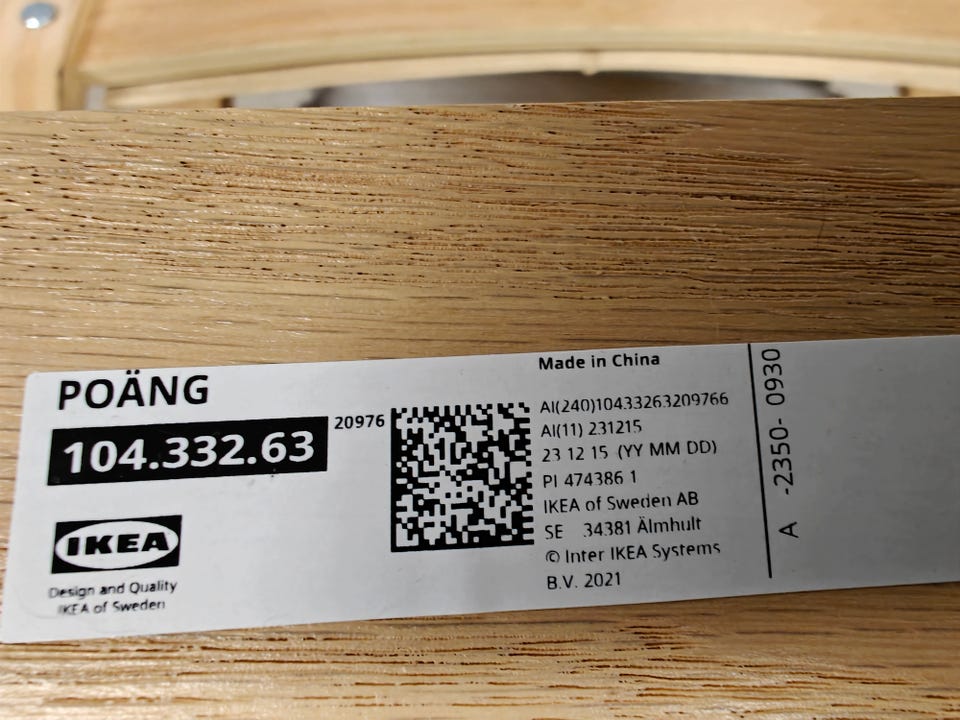 POÄNG
104.332.63
20976
IKEA
Design and Quality
IKEA of Sweden
Made in China
AI(240)10433263209766
AI(11) 231215
23 12 15 (YY MM DD)
PI 474386 1
IKEA of Sweden AB
SE 34381 Älmhult
© Inter IKEA Systems
B.V. 2021
A -2350- 0930